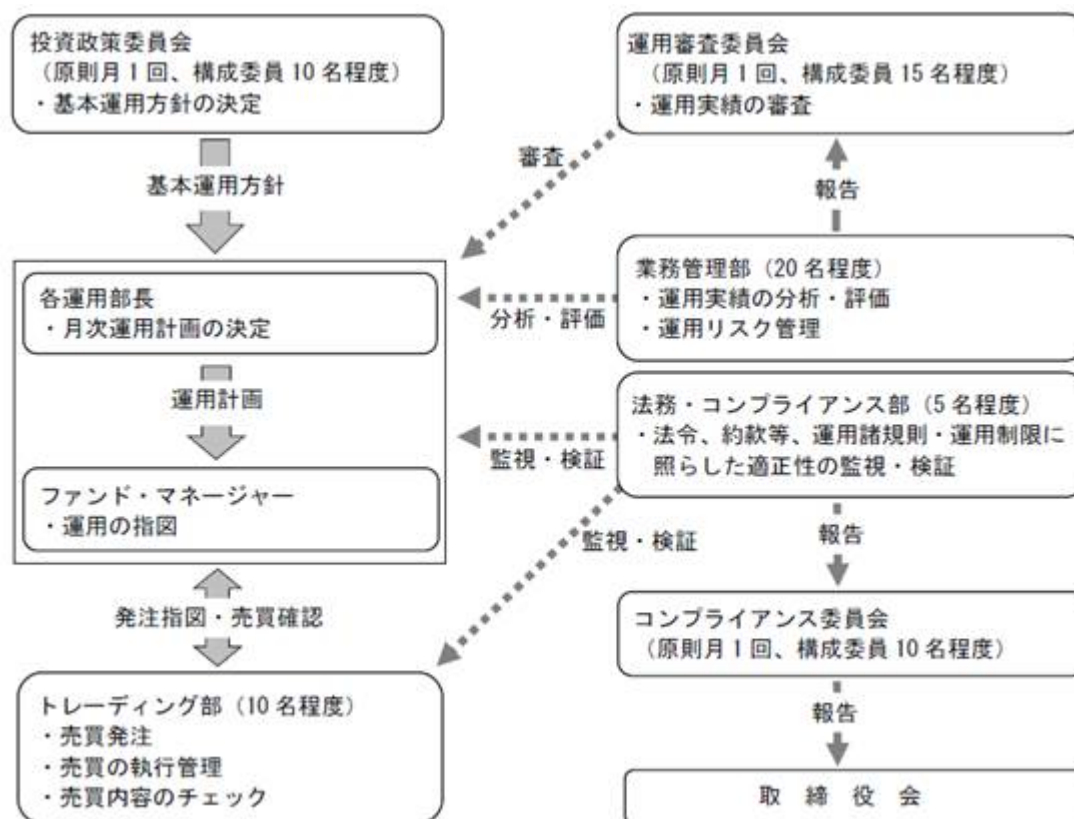 投資政策委員会
(原則月1回、構成委員10名程度)
・基本運用方針の決定
基本運用方針
各運用部長
・月次運用計画の決定
運用計画
ファンド・マネージャー
・運用の指図
発注指図・売買確認
トレーディング部(10名程度)
・売買発注
・売買の執行管理
・売買内容のチェック
運用審査委員会
(原則月1回、構成委員15名程度)
・運用実績の審査
審査
報告
業務管理部(20名程度)
・運用実績の分析・評価
・運用リスク管理
分析・評価
法務・コンプライアンス部(5名程度)
・法令、約款等、運用諸規則・運用制限に
照らした適正性の監視・検証
監視・検証
監視・検証
報告
コンプライアンス委員会
(原則月1回、構成委員10名程度)
報告
取締役会